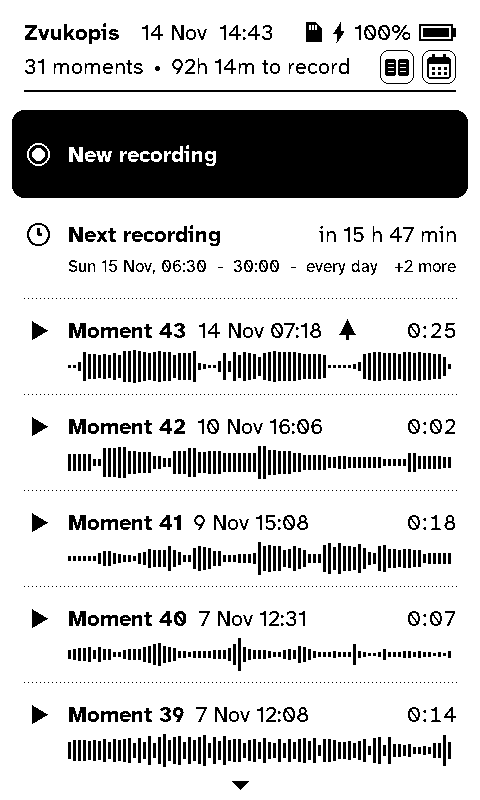 Zvukopis 14 Nov 14:43 100%
31 moments • 92h 14m to record
New recording
Next recording in 15 h 47 min
Sun 15 Nov, 06:30 - 30:00 - every day +2 more
Moment 43 14 Nov 07:18 0:25
Moment 42 10 Nov 16:06 0:02
Moment 41 9 Nov 15:08 0:18
Moment 40 7 Nov 12:31 0:07
Moment 39 7 Nov 12:08 0:14